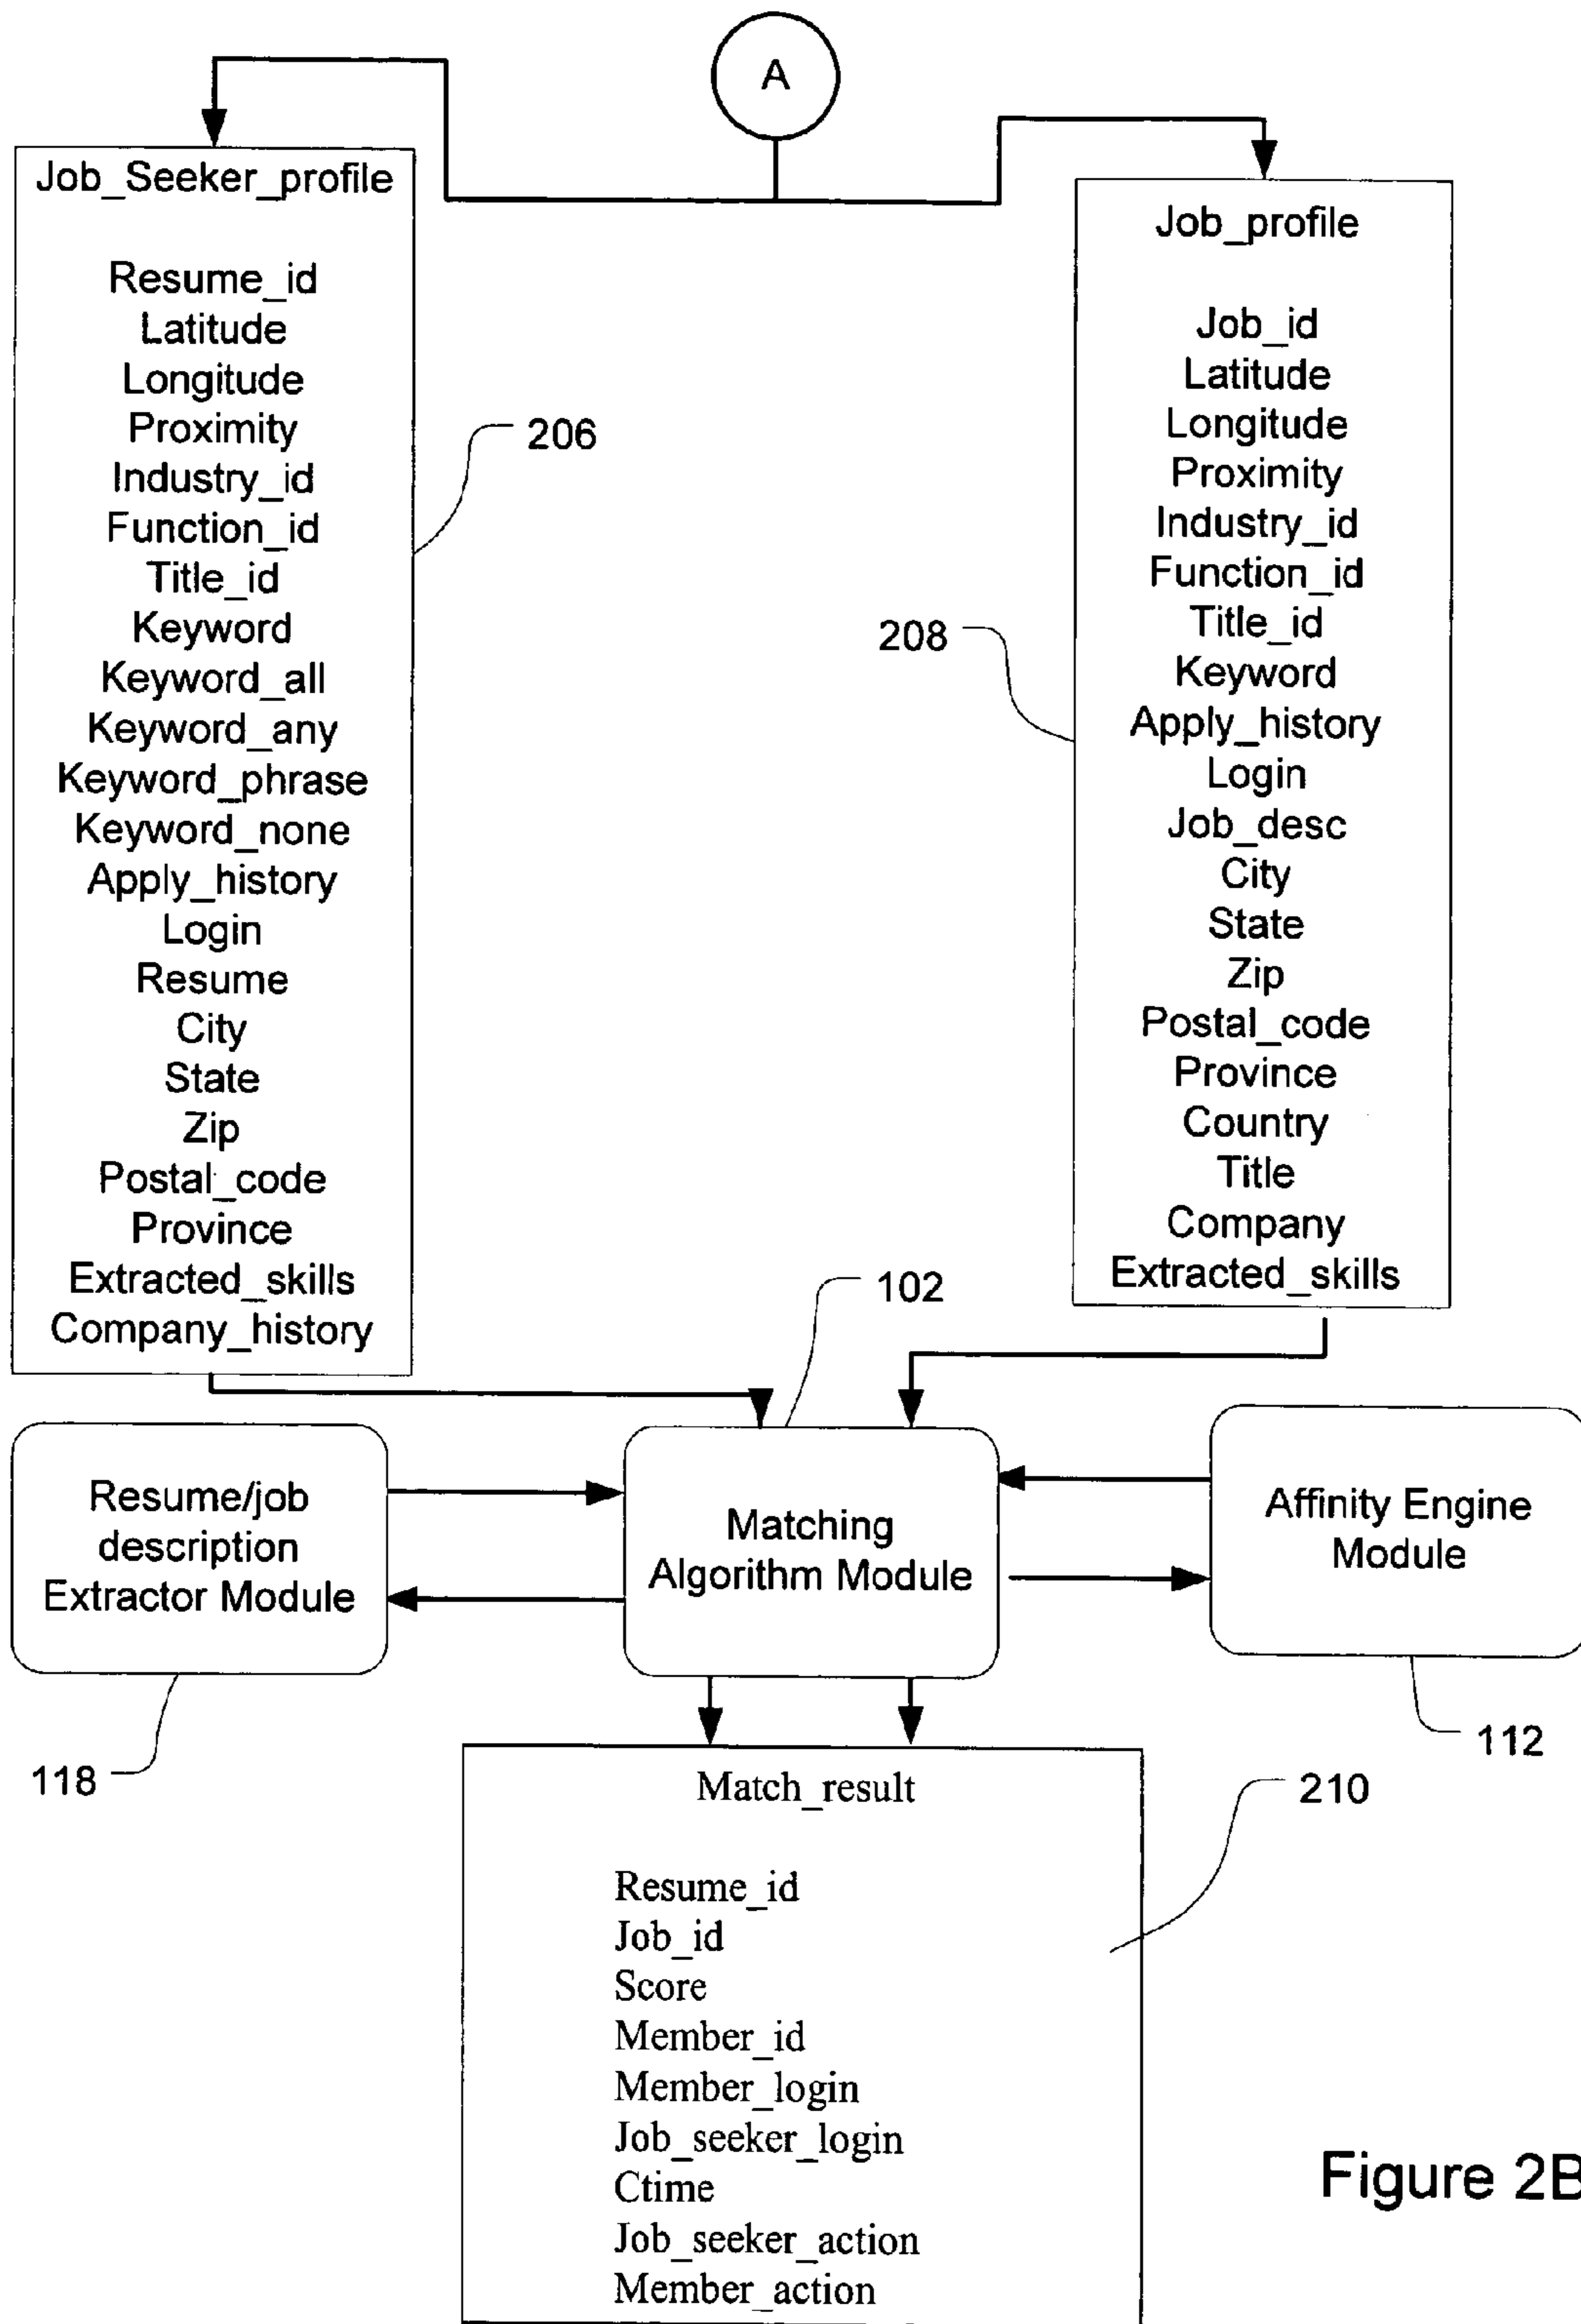 A
Job_Seeker_profile
Resume_id
Latitude
Longitude
Proximity
Industry_id
Function_id
Title_id
Keyword
Keyword_all
Keyword_any
Keyword_phrase
Keyword_none
Apply_history
Login
Resume
City
State
Zip
Postal_code
Province
Extracted_skills
Company_history
206
Job_profile
Job_id
Latitude
Longitude
Proximity
Industry_id
Function_id
Title_id
Keyword
Apply_history
Login
Job_desc
City
State
Zip
Postal_code
Province
Country
Title
Company
Extracted_skills
208
102
Resume/job
description
Extractor Module
118
Matching
Algorithm Module
Affinity Engine
Module
112
Match_result
Resume_id
Job_id
Score
Member_id
Member_login
Job_seeker_login
Ctime
Job_seeker_action
Member_action
210
Figure 2B